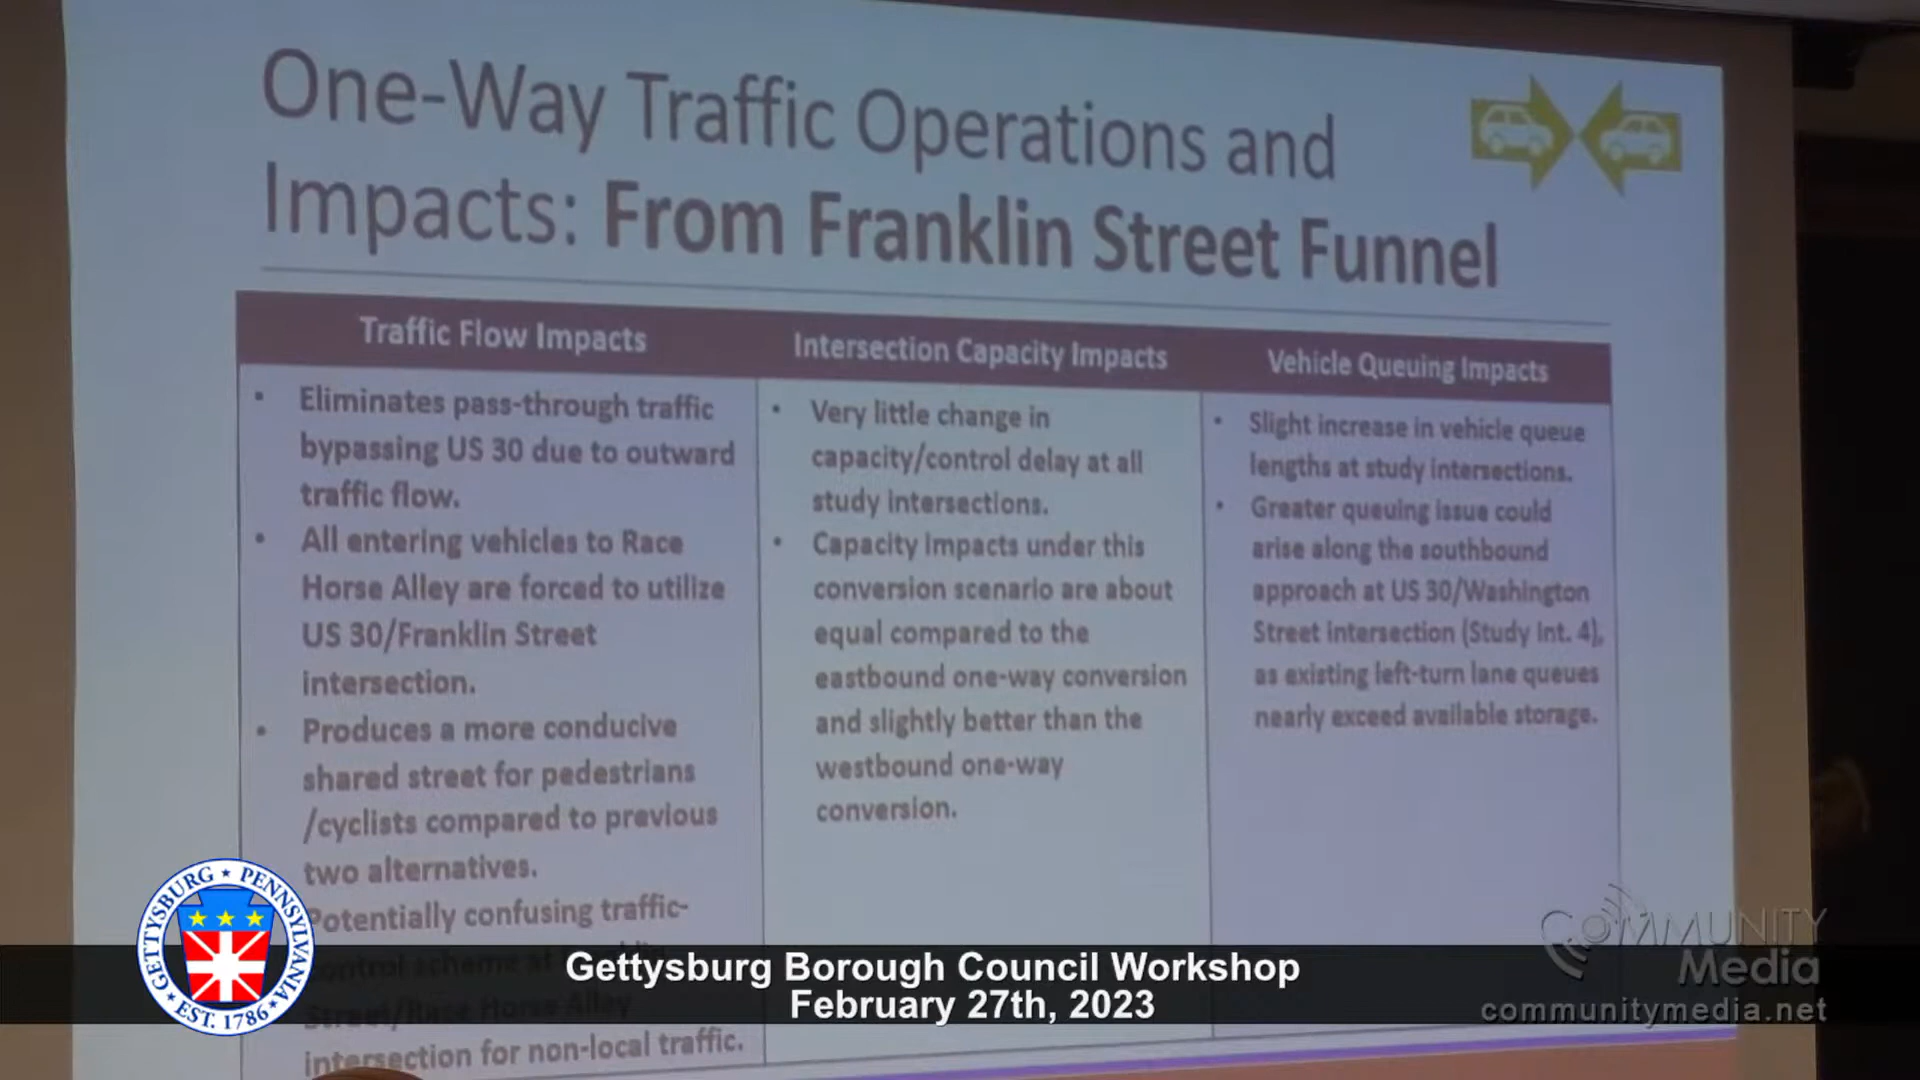 One-Way Traffic Operations and
Impacts: From Franklin Street Funnel
Traffic Flow Impacts
• Eliminates pass-through traffic
bypassing US 30 due to outward
traffic flow.
• All entering vehicles to Race
Horse Alley are forced to utilize
US 30/Franklin Street
intersection.
• Produces a more conducive
shared street for pedestrians
/cyclists compared to previous
two alternatives.
Potentially confusing traffic-
control scheme at
Street/Race Horse Alley
intersection for non-local traffic.
Intersection Capacity Impacts
• Very little change in
capacity/control delay at all
study intersections.
• Capacity Impacts under this
conversion scenario are about
equal compared to the
eastbound one-way conversion
and slightly better than the
westbound one-way
conversion.
Vehicle Queuing Impacts
• Slight increase in vehicle queue
lengths at study intersections.
• Greater queuing issue could
arise along the southbound
approach at US 30/Washington
Street Intersection (Study Int. 4),
as existing left-turn lane queues
nearly exceed available storage.
GETTYSBURG ★ PENNSYLVANIA
★ EST. 1786 ★
Gettysburg Borough Council Workshop
February 27th, 2023
COMMUNITY
Media
communitymedia.net